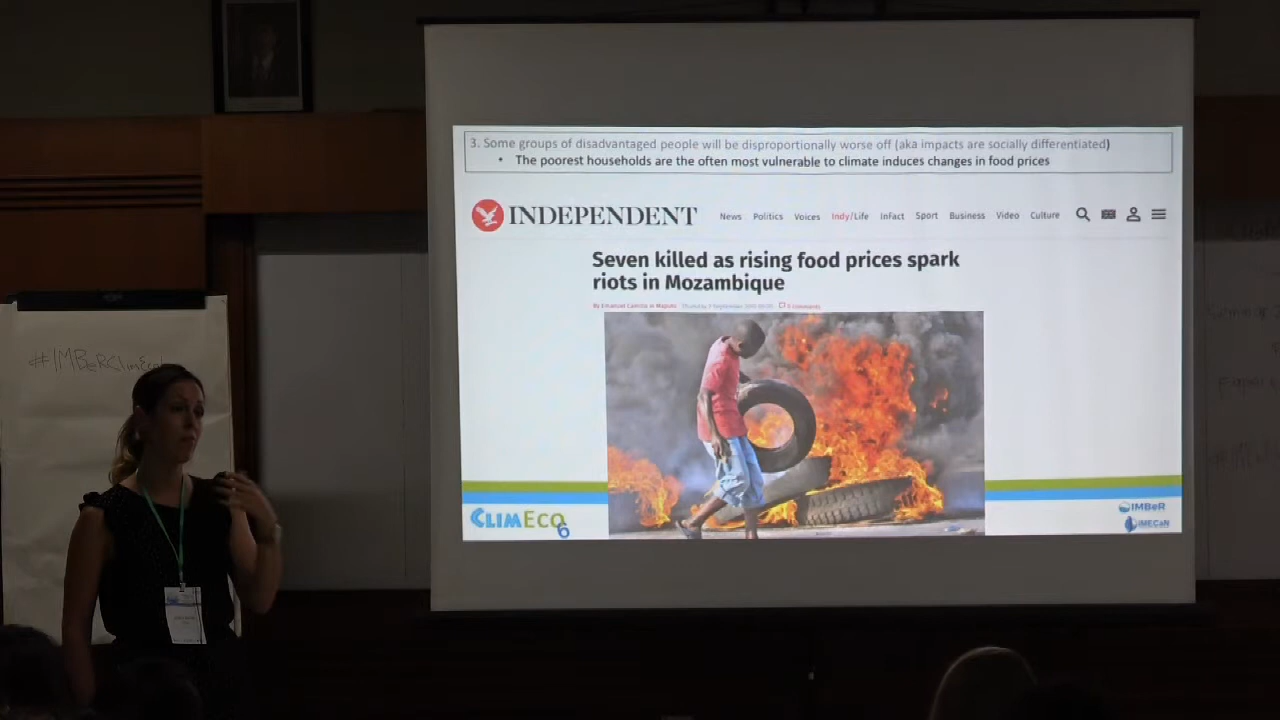 3. Some groups of disadvantaged people will be disproportionally worse off (aka impacts are socially differentiated)
• The poorest households are the often most vulnerable to climate induces changes in food prices
INDEPENDENT
News Politics Voices Indy/Life InFact Sport Business Video Culture
Seven killed as rising food prices spark
riots in Mozambique
#IMBeRClimEco
CLIMECO
6
IMBeR
IMECaN